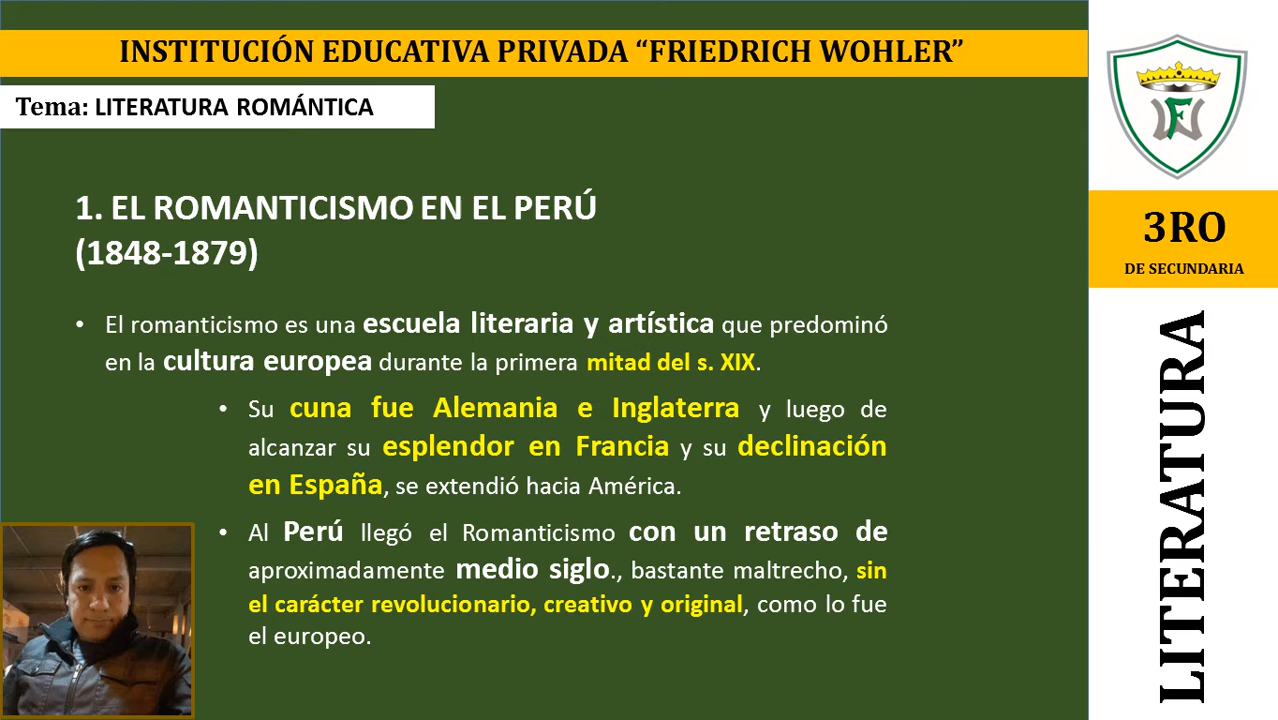 INSTITUCIÓN EDUCATIVA PRIVADA “FRIEDRICH WOHLER”
Tema: LITERATURA ROMÁNTICA
1. EL ROMANTICISMO EN EL PERÚ
(1848-1879)
• El romanticismo es una escuela literaria y artística que predominó
en la cultura europea durante la primera mitad del s. XIX.
• Su cuna fue Alemania e Inglaterra y luego de
alcanzar su esplendor en Francia y su declinación
en España, se extendió hacia América.
• Al Perú llegó el Romanticismo con un retraso de
aproximadamente medio siglo., bastante maltrecho, sin
el carácter revolucionario, creativo y original, como lo fue
el europeo.
FW
3RO
DE SECUNDARIA
LITERATURA